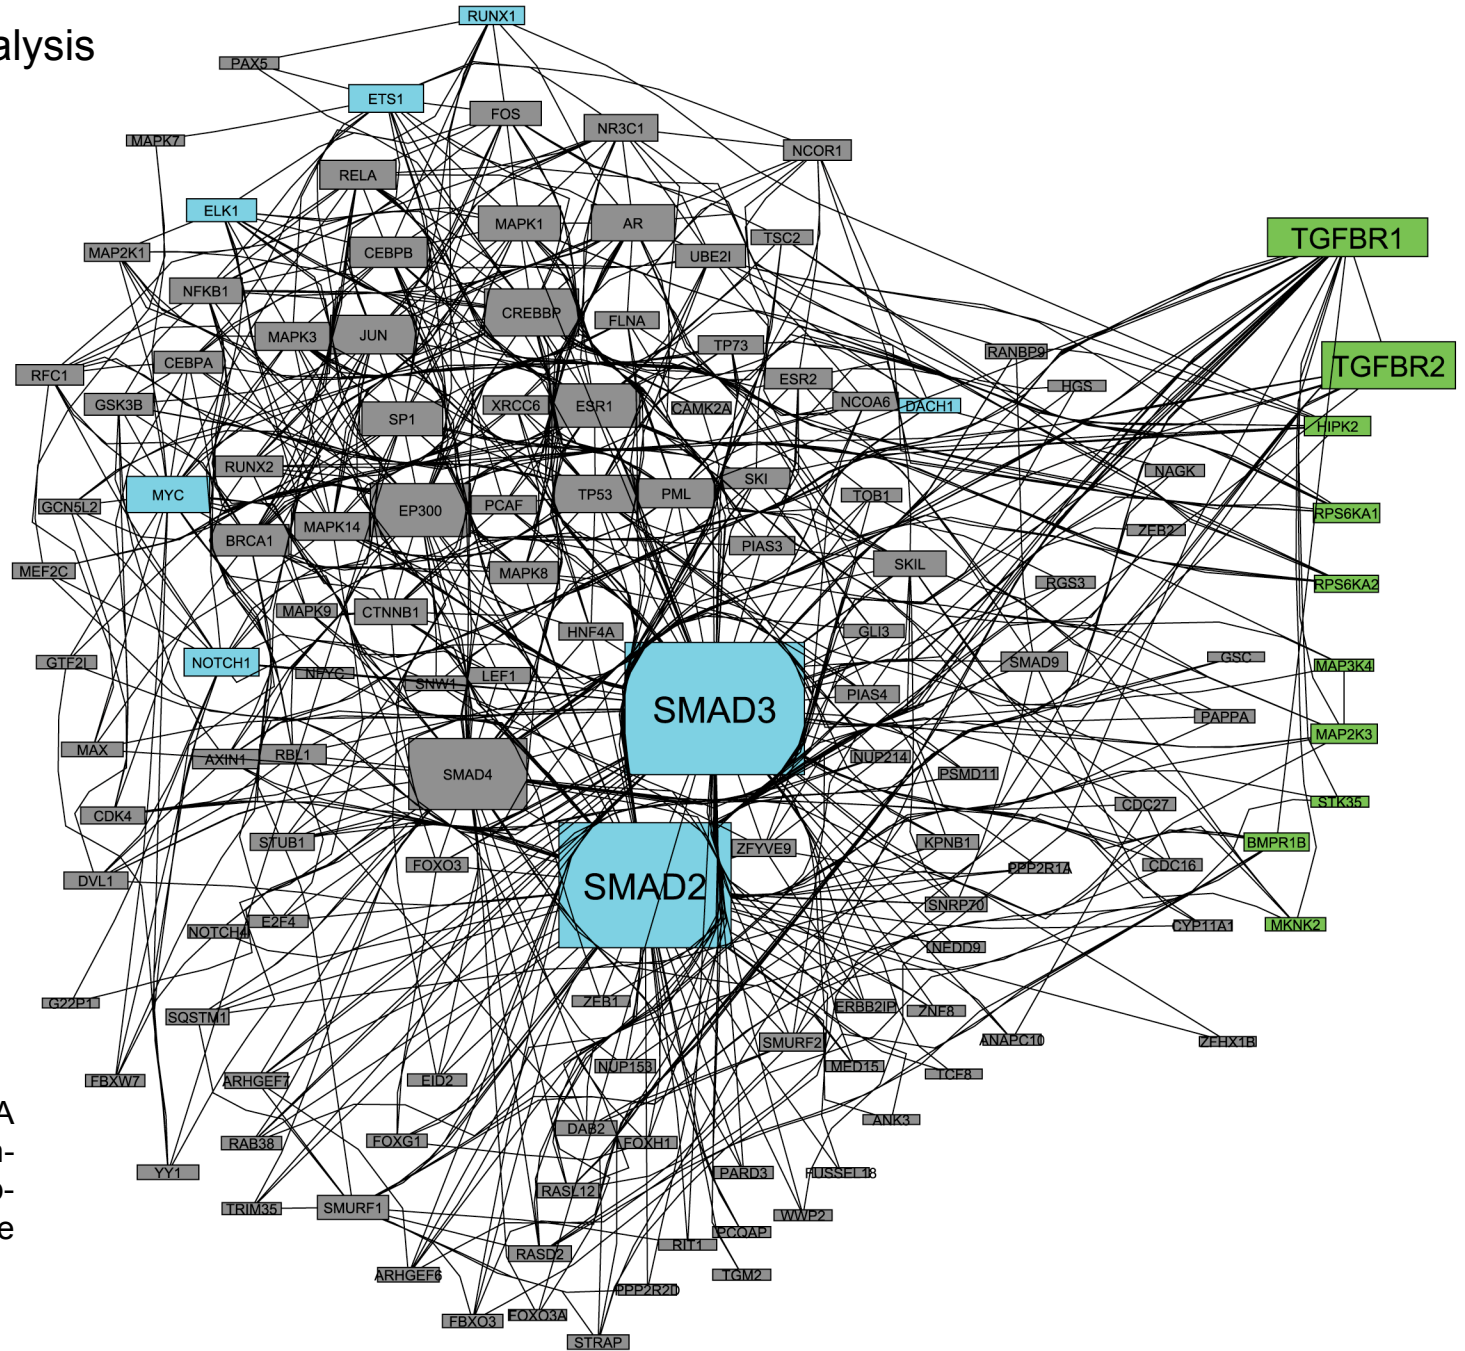 alysis
RUNX1
PAX5
ETS1
FOS
NR3C1
MAPK7
NCOR1
RELA
ELK1
MAPK1
AR
TSC2
TGFBR1
MAP2K1
CEBPB
UBE2I
NFKB1
CREBBP
FLNA
MAPK3
JUN
TP73
RANBP9
TGFBR2
RFC1
CEBPA
ESR2
HGS
GSK3B
SP1
XRCC6
ESR1
CAMK2A
NCOA6
DACH1
HIPK2
RUNX2
NAGK
MYC
TP53
PML
SKI
TOB1
GCN5L2
EP300
PCAF
RPS6KA1
BRCA1
MAPK14
PIAS3
ZEB2
MEF2C
MAPK8
SKIL
RGS3
RPS6KA2
MAPK9
CTNNB1
HNF4A
GLI3
GTF2I
NOTCH1
NFYC
SNW1
LEF1
SMAD9
GSC
MAP3K4
SMAD3
PIAS4
PAPPA
MAP2K3
MAX
AXIN1
RBL1
SMAD4
NUP214
PSMD11
CDK4
CDC27
STK35
STUB1
FOXO3
ZFYVE9
KPNB1
BMPR1B
DVL1
SMAD2
PPP2R1A
CDC16
SNRP70
NOTCH4
E2F4
CYP11A1
MKNK2
NEDD9
G22P1
SQSTM1
ZEB1
ERBB2IP
ZNF8
SMURF2
ANAPC10
ZFHX1B
FBXW7
ARHGEF7
EID2
NUP153
MED15
TCF8
A
RAB38
FOXG1
DAB2
FOXH1
ANK3
n-
YY1
PARD3
FUSSEL18
RASL12
o-
TRIM35
SMURF1
WWP2
e
RASD2
RIT1
PCQAP
ARHGEF6
TGM2
PPP2R2D
FBXO3
FOXO3A
STRAP